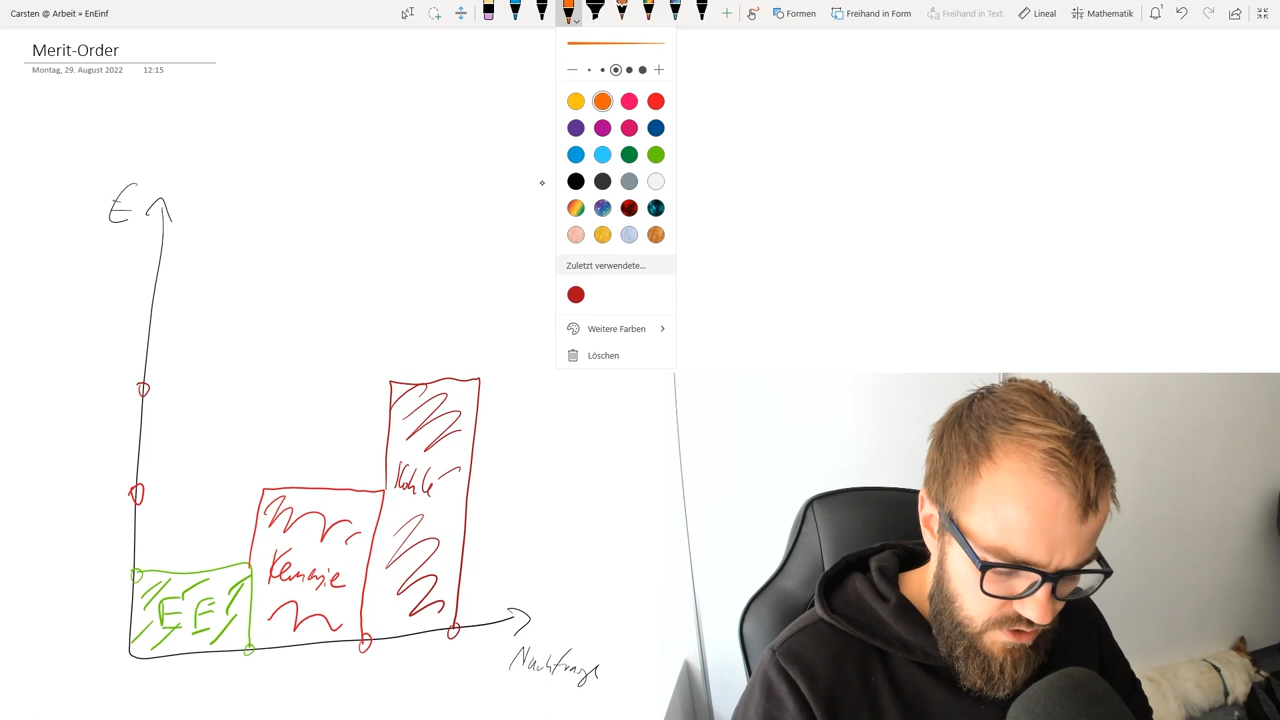 Carsten @ Arbeit » EnEinf
Formen
Freihand in Form
Freihand in Text
Lineal
Mathematik
Merit-Order
Montag, 29. August 2022 12:15
Zuletzt verwendete...
Weitere Farben
Löschen
E
Kohle
Kernergie
EE
Nachfrage